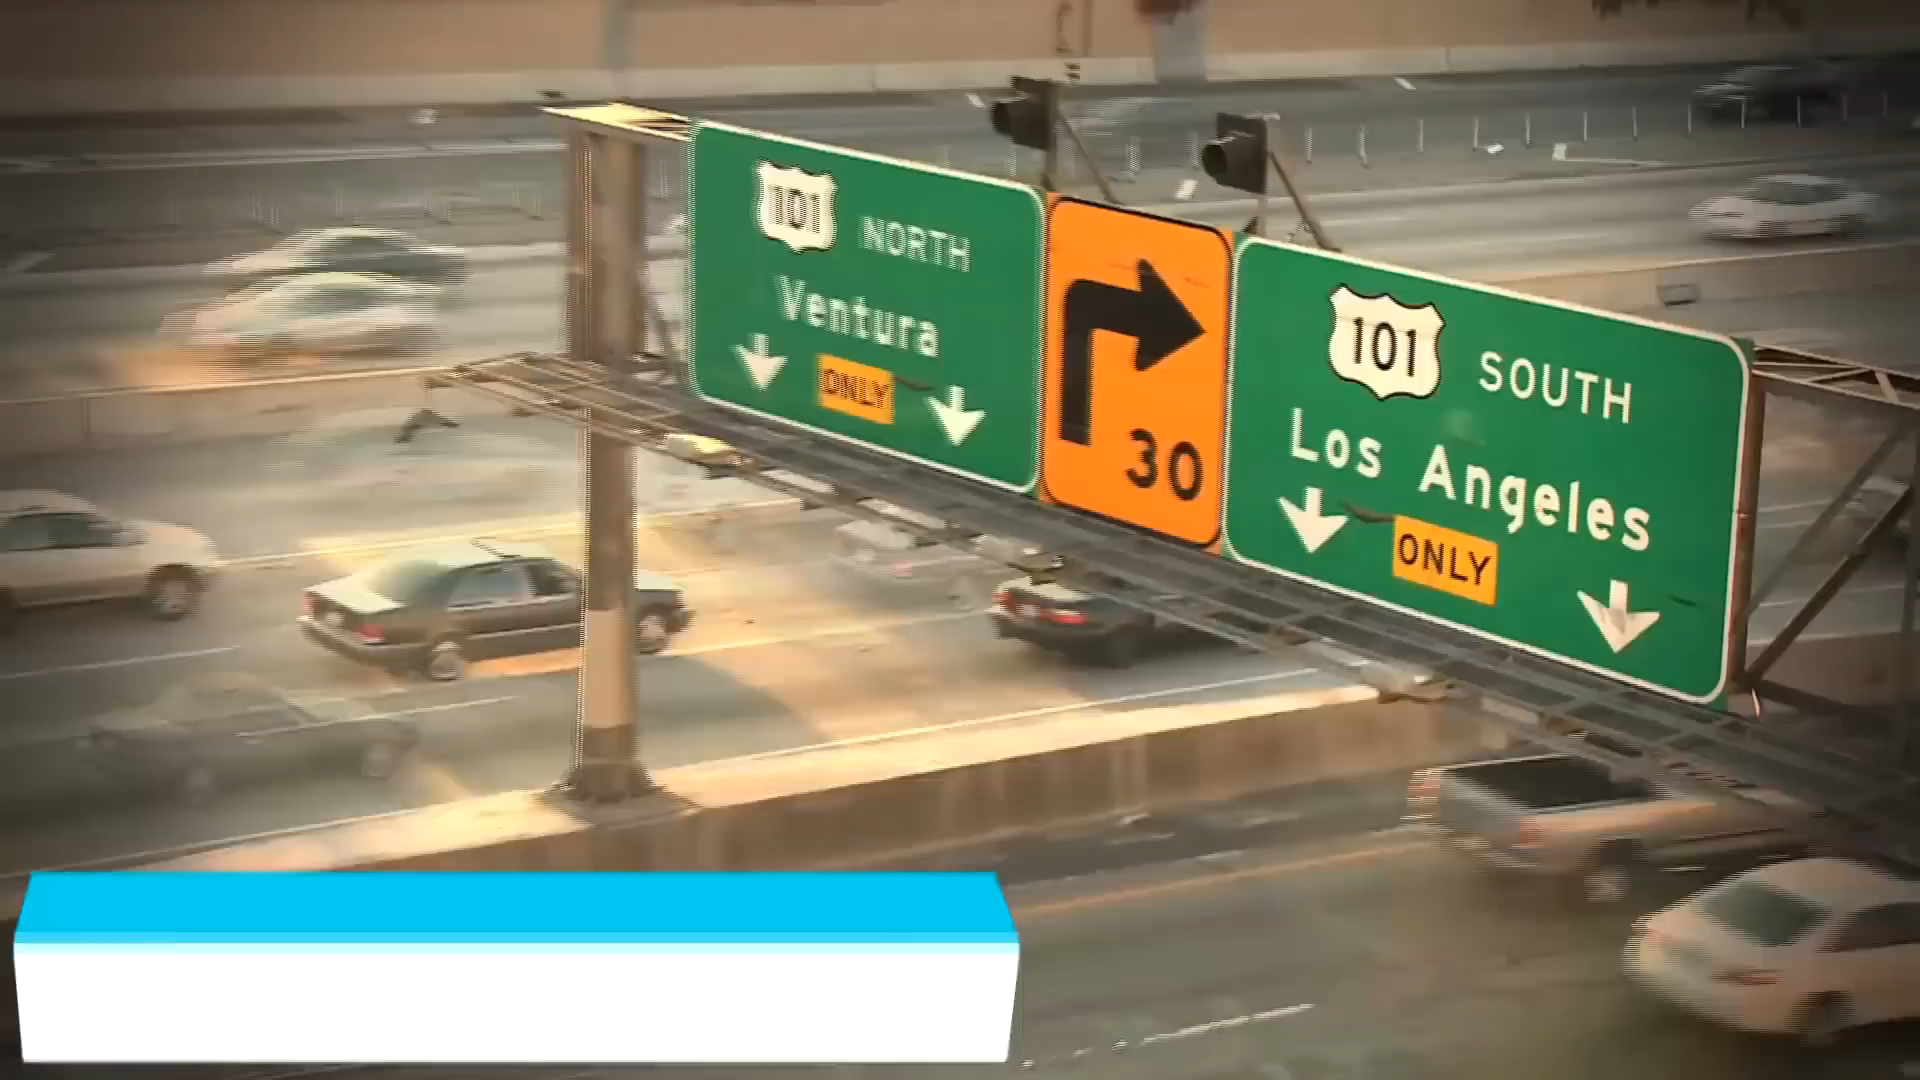 101 NORTH
Ventura
ONLY
30
101 SOUTH
Los Angeles
ONLY